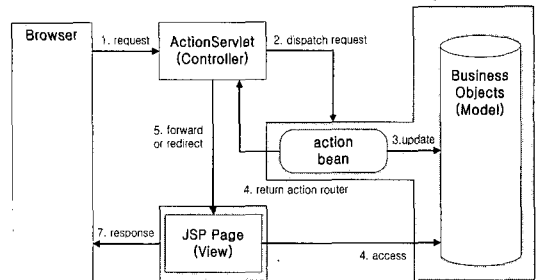 Browser
1. request
ActionServlet
(Controller)
2. dispatch request
Business
Objects
(Model)
5. forward
or redirect
action
bean
3.update
4. return action router
7. response
JSP Page
(View)
4. access